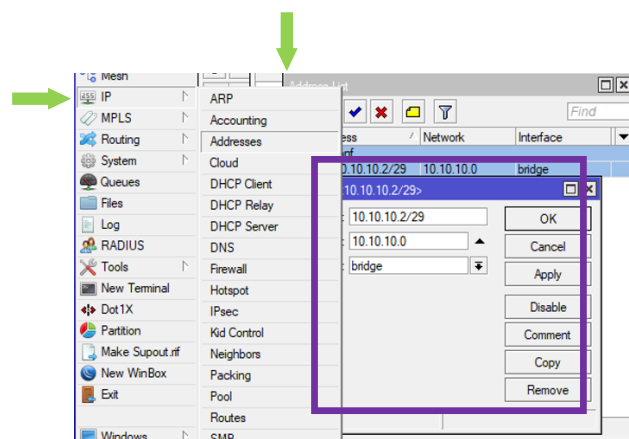 Mesh
IP
MPLS
Routing
System
Queues
Files
Log
RADIUS
Tools
New Terminal
Dot1X
Partition
Make Supout.rif
New WinBox
Exit
Windows
ARP
Accounting
Addresses
Cloud
DHCP Client
DHCP Relay
DHCP Server
DNS
Firewall
Hotspot
IPsec
Kid Control
Neighbors
Packing
Pool
Routes
SMB
Address List
Find
ess / Network Interface
nf
0.10.10.2/29 10.10.10.0 bridge
10.10.10.2/29>
10.10.10.2/29
10.10.10.0
bridge
OK
Cancel
Apply
Disable
Comment
Copy
Remove